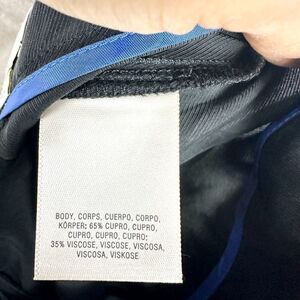 BODY, CORPS, CUERPO, CORPO,
KÖRPER: 65% CUPRO, CUPRO,
CUPRO, CUPRO, CUPRO;
35% VISCOSE, VISCOSE, VISCOSA,
VISCOSA, VISKOSE